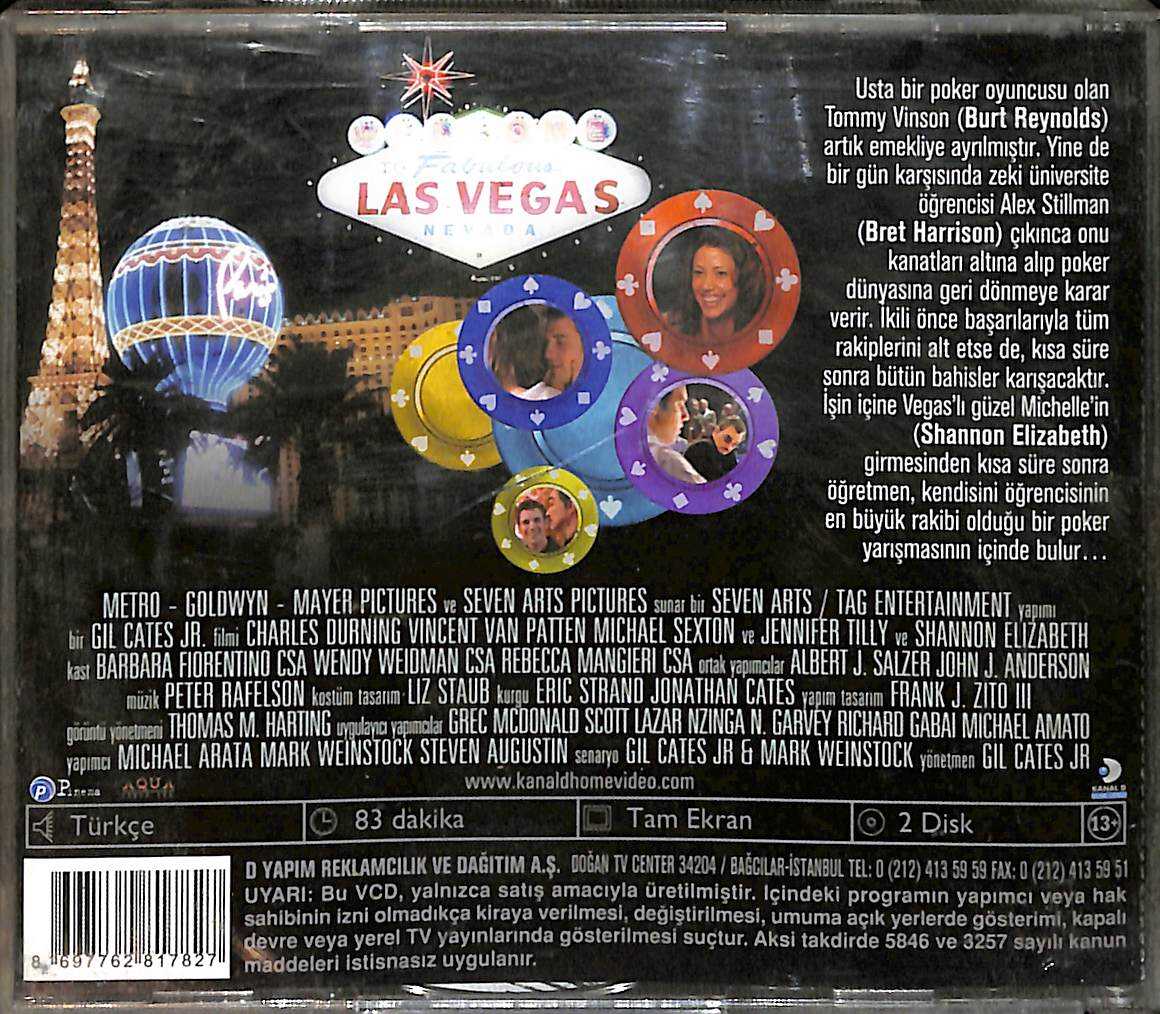 Fabulous
LAS VEGAS
NEVADA
Paris
Usta bir poker oyuncusu olan
Tommy Vinson (Burt Reynolds)
artık emekliye ayrılmıştır. Yine de
bir gün karşısında zeki üniversite
öğrencisi Alex Stillman
(Bret Harrison) çıkınca onu
kanatları altına alıp poker
dünyasına geri dönmeye karar
verir. İkili önce başarılarıyla tüm
rakiplerini alt etse de, kısa süre
sonra bütün bahisler karışacaktır.
İşin içine Vegas'lı güzel Michelle'in
(Shannon Elizabeth)
girmesinden kısa süre sonra
öğretmen, kendisini öğrencisinin
en büyük rakibi olduğu bir poker
yarışmasının içinde bulur...
METRO - GOLDWYN - MAYER PICTURES ve SEVEN ARTS PICTURES sunar bir SEVEN ARTS / TAG ENTERTAINMENT yapımı
bir GIL CATES JR. filmi CHARLES DURNING VINCENT VAN PATTEN MICHAEL SEXTON ve JENNIFER TILLY ve SHANNON ELIZABETH
kast BARBARA FIORENTINO CSA WENDY WEIDMAN CSA REBECCA MANGIERI CSA ortak yapımcılar ALBERT J. SALZER JOHN J. ANDERSON
müzik PETER RAFELSON kostüm tasarım LIZ STAUB kurgu ERIC STRAND JONATHAN CATES yapım tasarım FRANK J. ZITO III
görüntü yönetmeni THOMAS M. HARTING uygulayıcı yapımcılar GREC MCDONALD SCOTT LAZAR NZINGA N. GARVEY RICHARD GABAI MICHAEL AMATO
yapımcı MICHAEL ARATA MARK WEINSTOCK STEVEN AUGUSTIN senaryo GIL CATES JR & MARK WEINSTOCK yönetmen GIL CATES JR
Pinema AQUA www.kanaldhomevideo.com KANAL D
Türkçe 83 dakika Tam Ekran 2 Disk 13+
D YAPIM REKLAMCILIK VE DAĞITIM A.Ş. DOĞAN TV CENTER 34204 / BAĞCILAR-İSTANBUL TEL: 0 (212) 413 59 59 FAX: 0 (212) 413 59 51
UYARI: Bu VCD, yalnızca satış amacıyla üretilmiştir. İçindeki programın yapımcı veya hak
sahibinin izni olmadıkça kiraya verilmesi, değiştirilmesi, umuma açık yerlerde gösterimi, kapalı
devre veya yerel TV yayınlarında gösterilmesi suçtur. Aksi takdirde 5846 ve 3257 sayılı kanun
maddeleri istisnasız uygulanır.
8 697762 817827